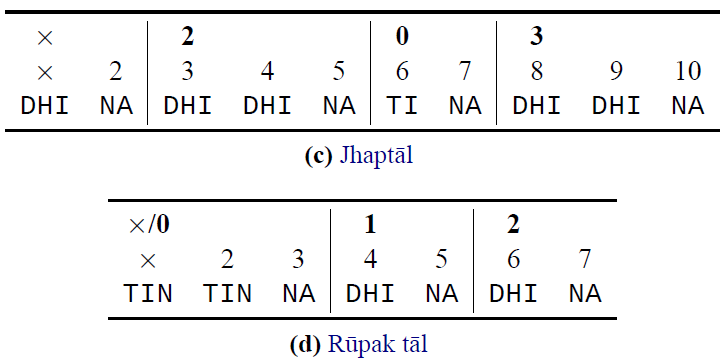 × 2 0 3
× 2 3 4 5 6 7 8 9 10
DHI NA DHI DHI NA TI NA DHI DHI NA
(c) Jhaptāl
×/0 1 2
× 2 3 4 5 6 7
TIN TIN NA DHI NA DHI NA
(d) Rūpak tāl